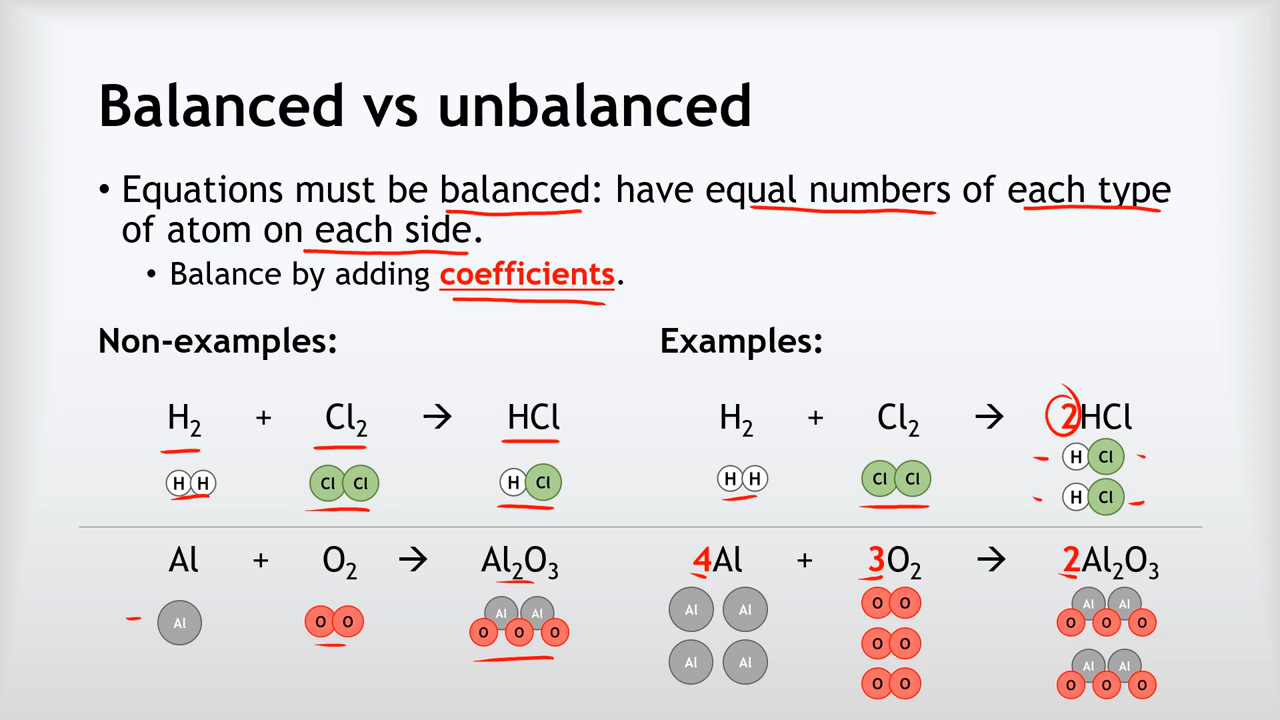 Balanced vs unbalanced
• Equations must be balanced: have equal numbers of each type
of atom on each side.
• Balance by adding coefficients.
Non-examples:
Examples:
H₂ + Cl₂ → HCl
H₂ + Cl₂ → 2HCl
H H Cl Cl H Cl
H H Cl Cl H Cl
H Cl
Al + O₂ → Al₂O₃
4Al + 3O₂ → 2Al₂O₃
Al O O Al Al
O O O
Al Al O O Al Al
O O O
O O
Al Al O O Al Al
O O O